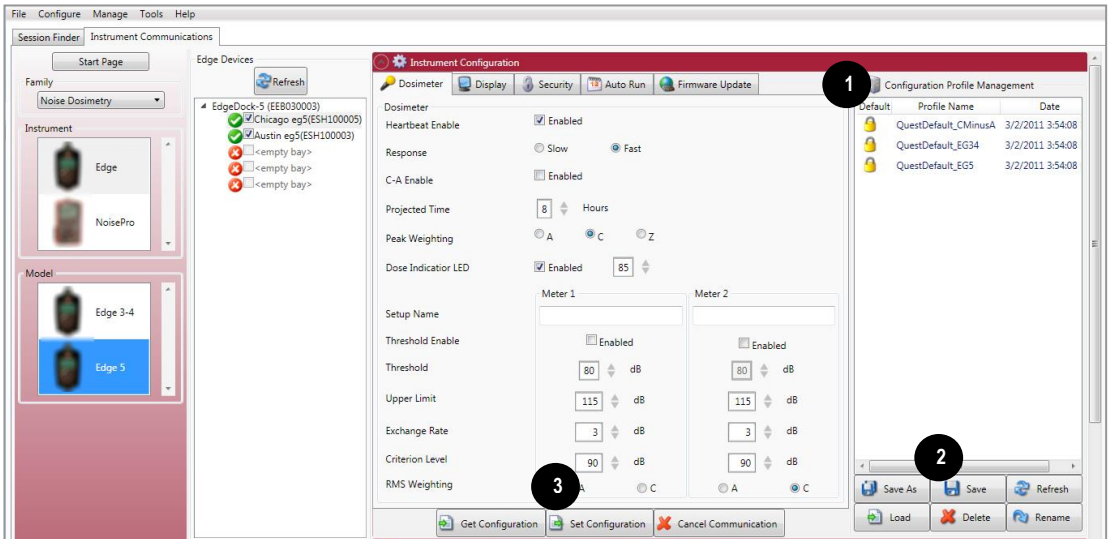 File Configure Manage Tools Help
Session Finder Instrument Communications
Start Page
Family
Noise Dosimetry
Instrument
Edge
NoisePro
Model
Edge 3-4
Edge 5
Edge Devices
Refresh
EdgeDock-5 (EEB030003)
Chicago eg5(ESH100005)
Austin eg5(ESH100003)
<empty bay>
<empty bay>
<empty bay>
Instrument Configuration
Dosimeter Display Security Auto Run Firmware Update
Dosimeter
Heartbeat Enable Enabled
Response Slow Fast
C-A Enable Enabled
Projected Time 8 Hours
Peak Weighting A C Z
Dose Indicatior LED Enabled 85
Meter 1 Meter 2
Setup Name
Threshold Enable Enabled Enabled
Threshold 80 dB 80 dB
Upper Limit 115 dB 115 dB
Exchange Rate 3 dB 3 dB
Criterion Level 90 dB 90 dB
RMS Weighting 3 A C A C
Get Configuration Set Configuration Cancel Communication
1 Configuration Profile Management
Default Profile Name Date
QuestDefault_CMinusA 3/2/2011 3:54:08
QuestDefault_EG34 3/2/2011 3:54:08
QuestDefault_EG5 3/2/2011 3:54:08
2
Save As Save Refresh
Load Delete Rename